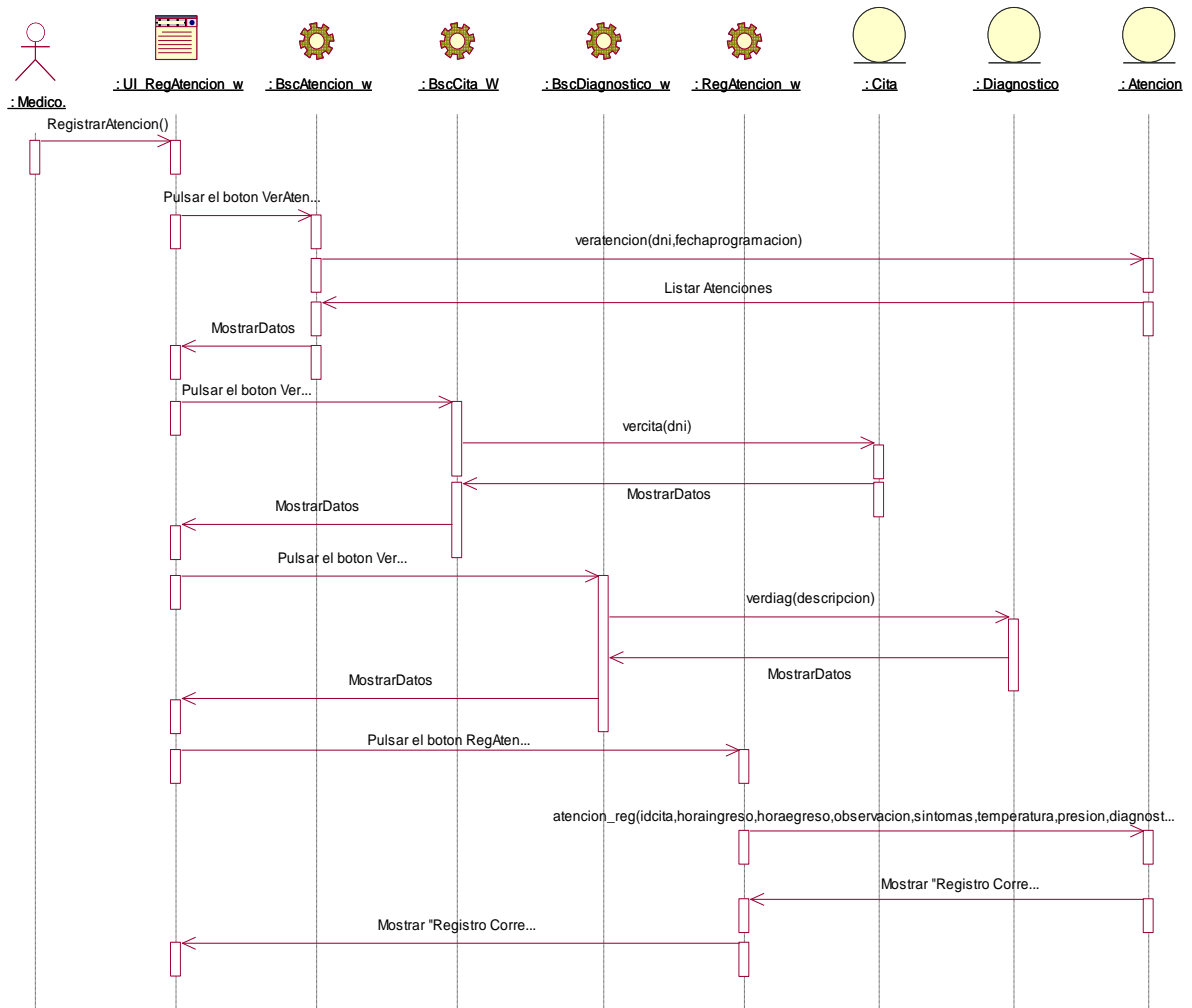 : Medico.
: UI_RegAtencion_w
: BscAtencion_w
: BscCita_W
: BscDiagnostico_w
: RegAtencion_w
: Cita
: Diagnostico
: Atencion
RegistrarAtencion()
Pulsar el boton VerAten...
veratencion(dni,fechaprogramacion)
Listar Atenciones
MostrarDatos
Pulsar el boton Ver...
vercita(dni)
MostrarDatos
MostrarDatos
Pulsar el boton Ver...
verdiag(descripcion)
MostrarDatos
MostrarDatos
Pulsar el boton RegAten...
atencion_reg(idcita,horaingreso,horaegreso,observacion,sintomas,temperatura,presion,diagnost...
Mostrar "Registro Corre...
Mostrar "Registro Corre...